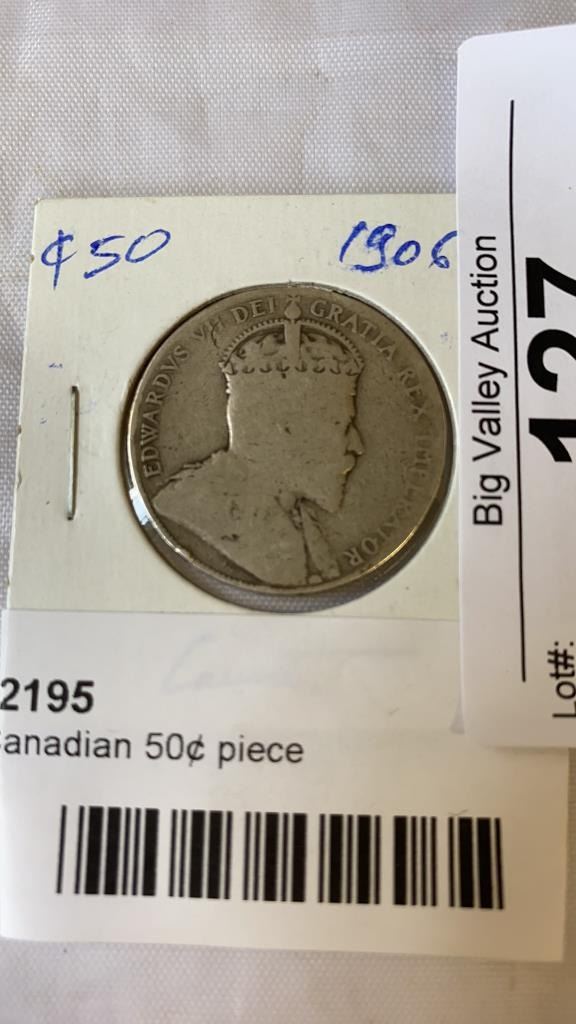 ¢50 1906
EDWARDVS VII DEI GRATIA REX IMPERATOR
2195
anadian 50¢ piece
Big Valley Auction
127
Lot#: